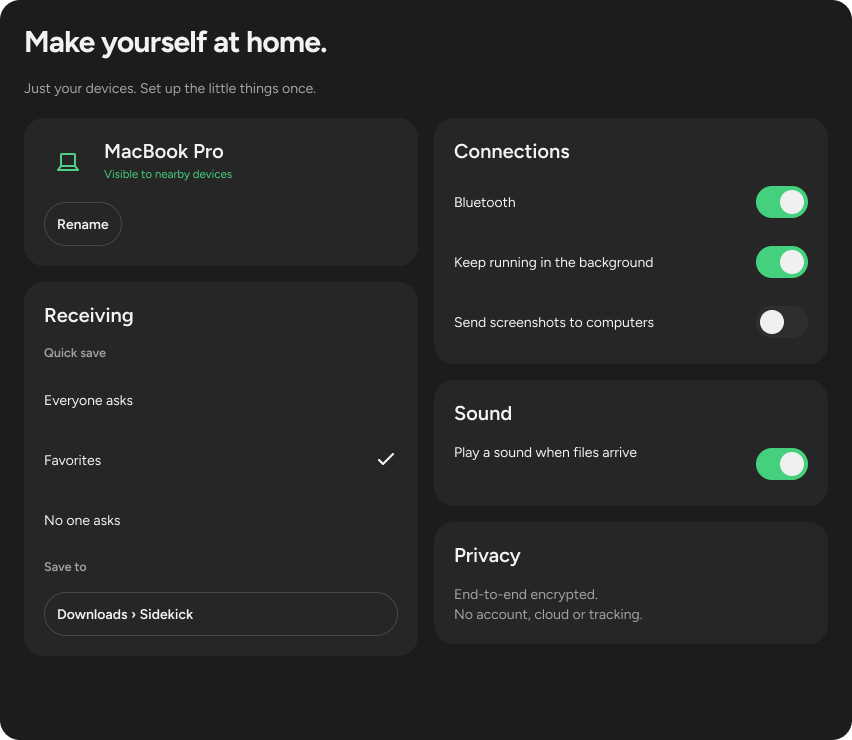 Make yourself at home.
Just your devices. Set up the little things once.
MacBook Pro
Visible to nearby devices
Rename
Receiving
Quick save
Everyone asks
Favorites
No one asks
Save to
Downloads › Sidekick
Connections
Bluetooth
Keep running in the background
Send screenshots to computers
Sound
Play a sound when files arrive
Privacy
End-to-end encrypted.
No account, cloud or tracking.